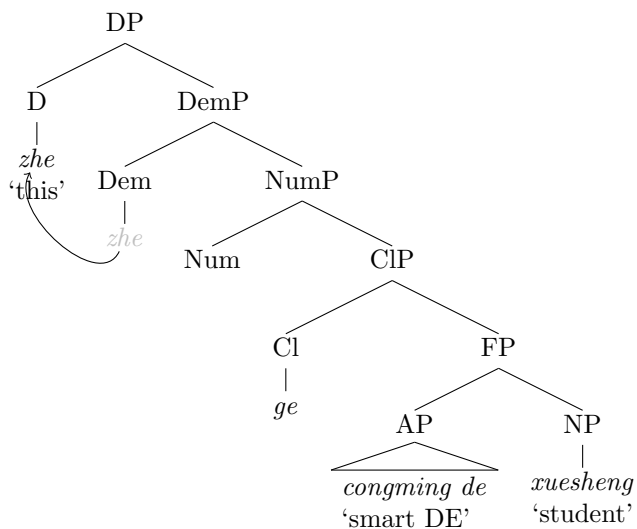 DP
D DemP
zhe
‘this’ Dem NumP
zhe Num ClP
Cl FP
ge AP NP
congming de xuesheng
‘smart DE’ ‘student’